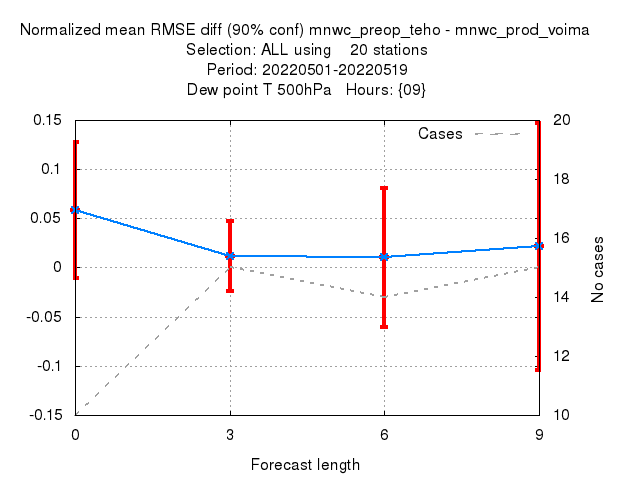 Normalized mean RMSE diff (90% conf) mnwc_preop_teho - mnwc_prod_voima
Selection: ALL using    20 stations
Period: 20220501-20220519
Dew point T 500hPa   Hours: {09}
Cases
0.15
0.1
0.05
0
-0.05
-0.1
-0.15
20
18
16
14
12
10
No cases
0
3
6
9
Forecast length